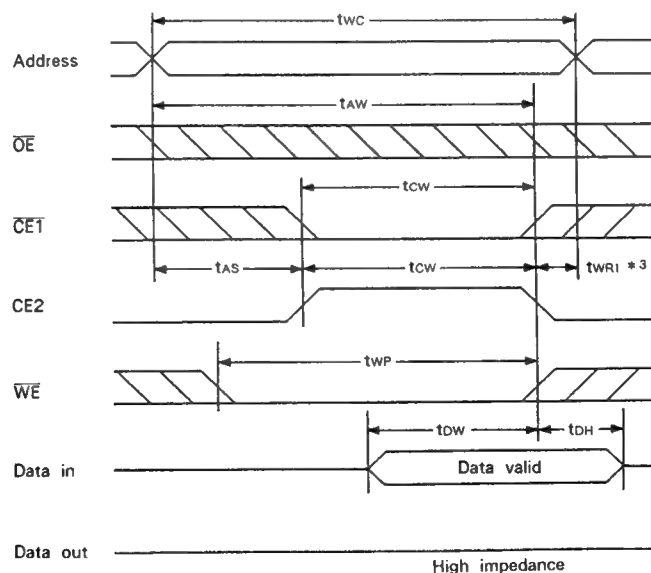 tWC
Address
tAW
OE
tCW
CE1
tAS
tCW
tWR1 *3
CE2
tWP
WE
tDW
tDH
Data in
Data valid
Data out
High impedance